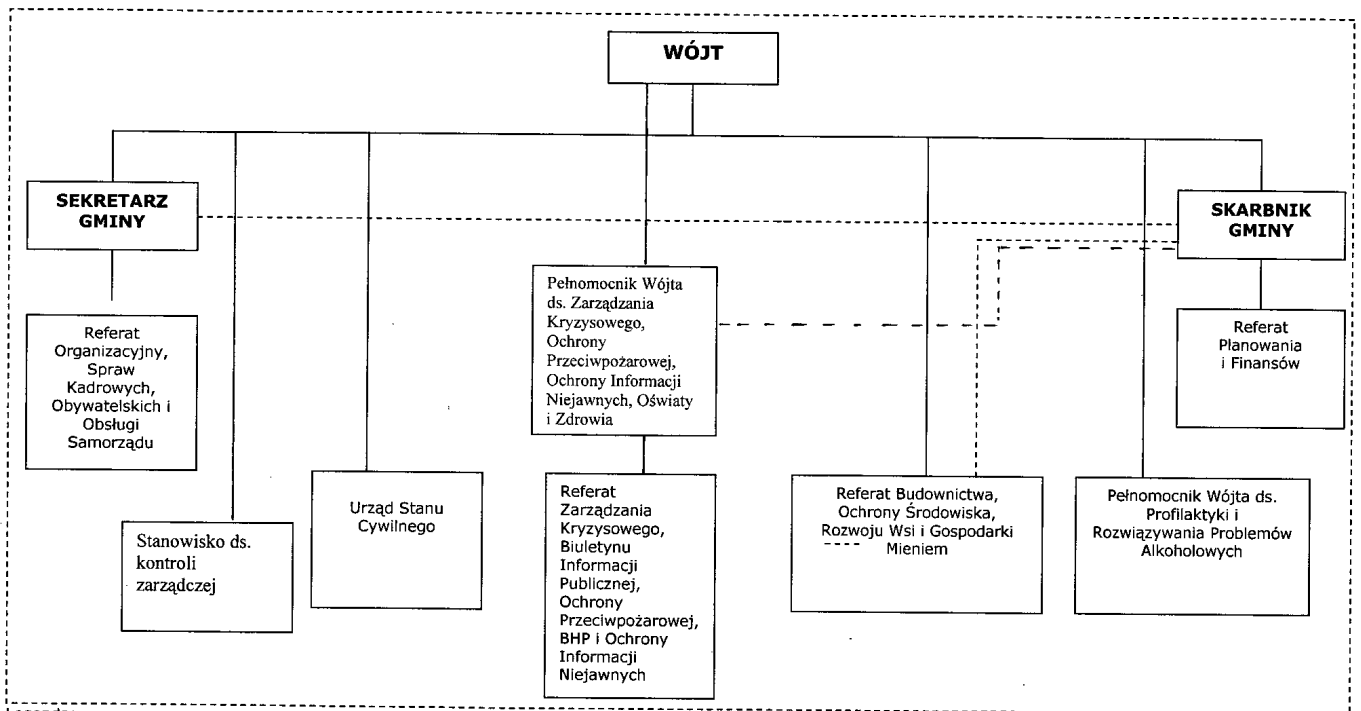 WÓJT
SEKRETARZ
GMINY
SKARBNIK
GMINY
Pełnomocnik Wójta
ds. Zarządzania
Kryzysowego,
Ochrony
Przeciwpożarowej,
Ochrony Informacji
Niejawnych, Oświaty
i Zdrowia
Referat
Organizacyjny,
Spraw
Kadrowych,
Obywatelskich i
Obsługi
Samorządu
Referat
Planowania
i Finansów
Stanowisko ds.
kontroli
zarządczej
Urząd Stanu
Cywilnego
Referat
Zarządzania
Kryzysowego,
Biuletynu
Informacji
Publicznej,
Ochrony
Przeciwpożarowej,
BHP i Ochrony
Informacji
Niejawnych
Referat Budownictwa,
Ochrony Środowiska,
Rozwoju Wsi i Gospodarki
Mieniem
Pełnomocnik Wójta ds.
Profilaktyki i
Rozwiązywania Problemów
Alkoholowych